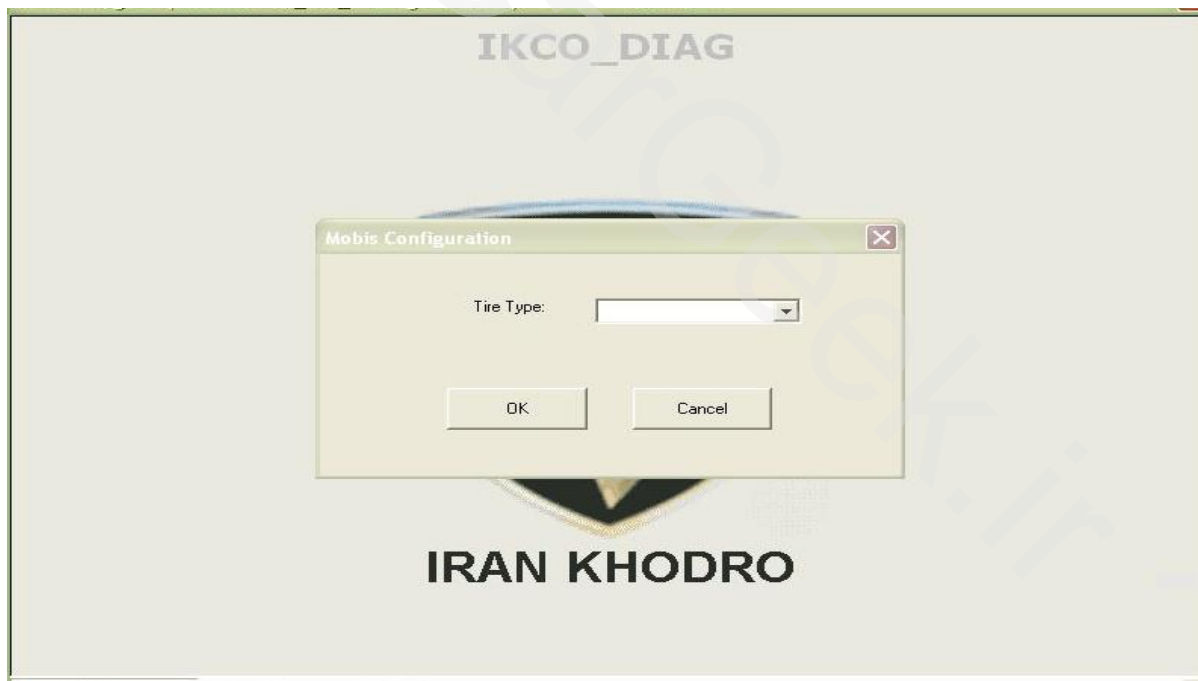 IKCO_DIAG
Mobis Configuration
Tire Type:
OK
Cancel
IRAN KHODRO